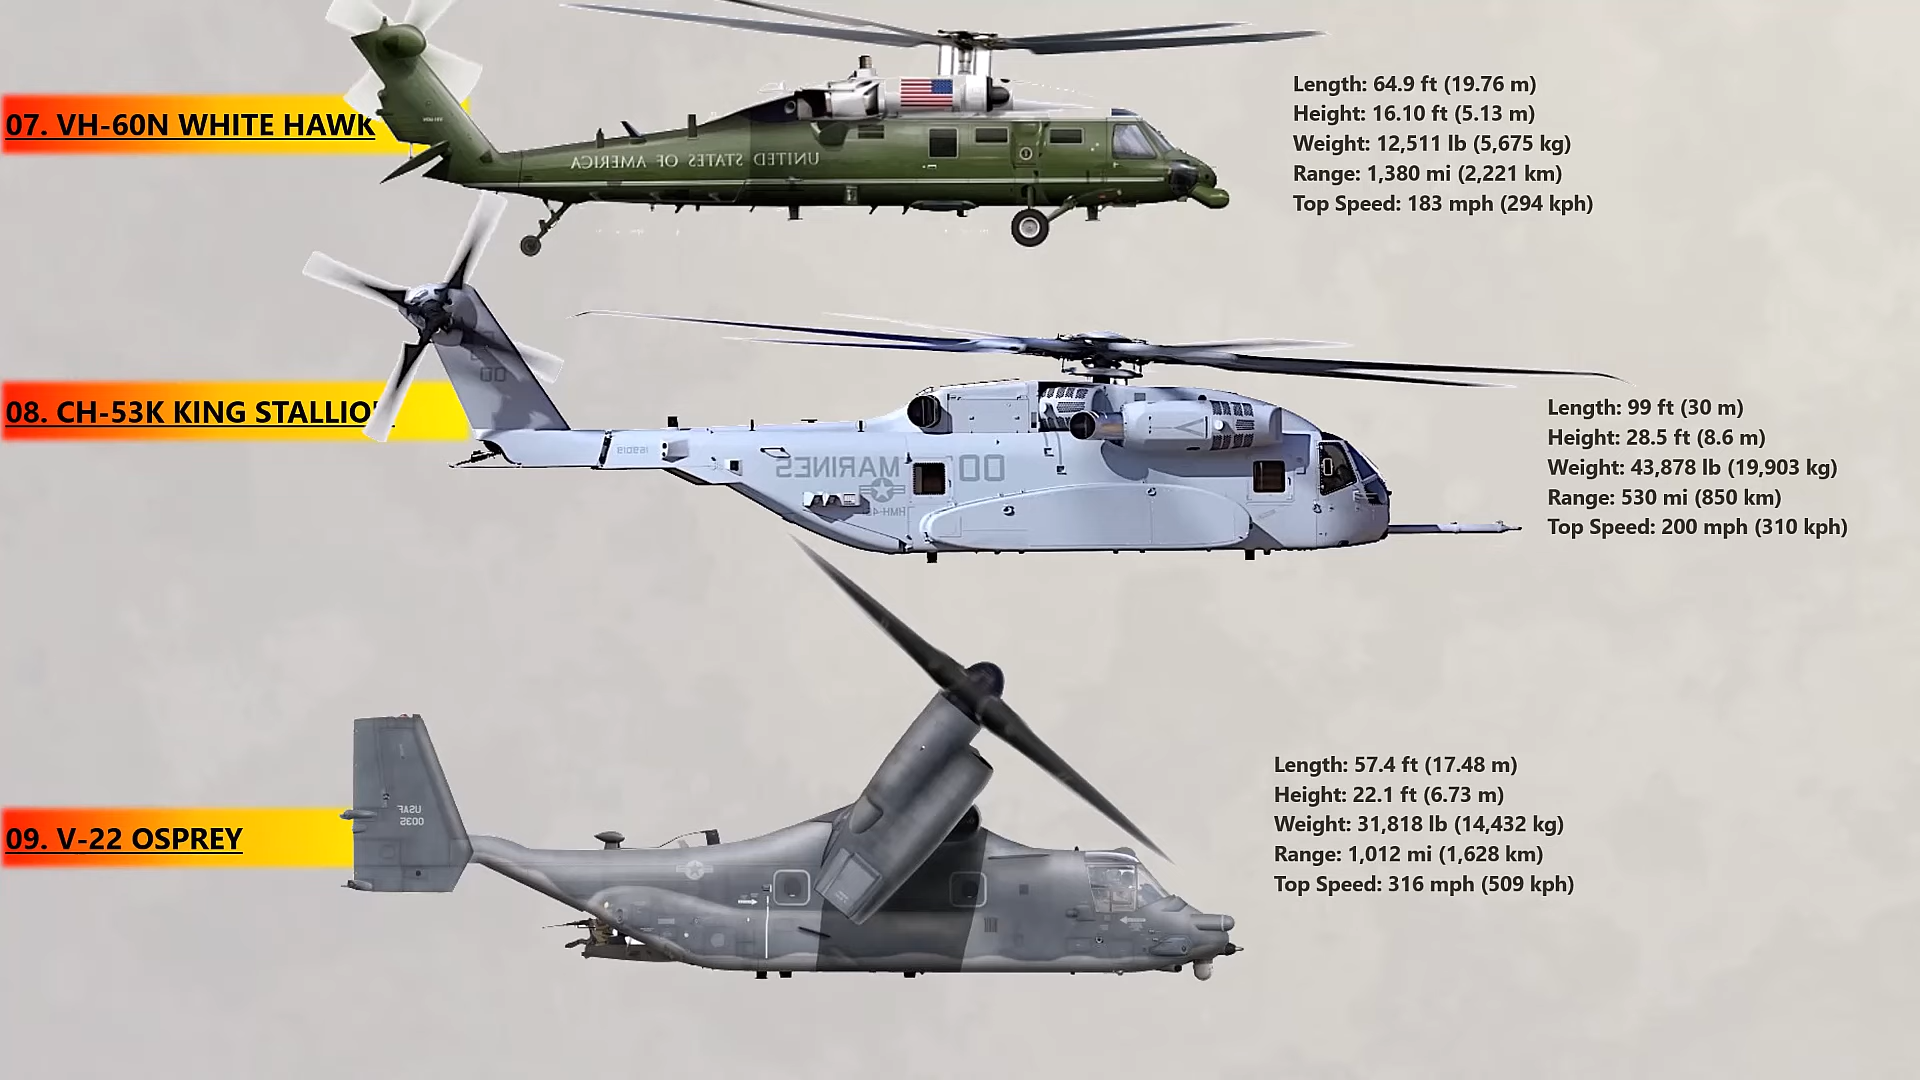 07. VH-60N WHITE HAWK
UNITED STATES OF AMERICA
Length: 64.9 ft (19.76 m)
Height: 16.10 ft (5.13 m)
Weight: 12,511 lb (5,675 kg)
Range: 1,380 mi (2,221 km)
Top Speed: 183 mph (294 kph)
08. CH-53K KING STALLIO
00
169019
MARINES
00
HMH-4
Length: 99 ft (30 m)
Height: 28.5 ft (8.6 m)
Weight: 43,878 lb (19,903 kg)
Range: 530 mi (850 km)
Top Speed: 200 mph (310 kph)
09. V-22 OSPREY
USAF
0035
Length: 57.4 ft (17.48 m)
Height: 22.1 ft (6.73 m)
Weight: 31,818 lb (14,432 kg)
Range: 1,012 mi (1,628 km)
Top Speed: 316 mph (509 kph)